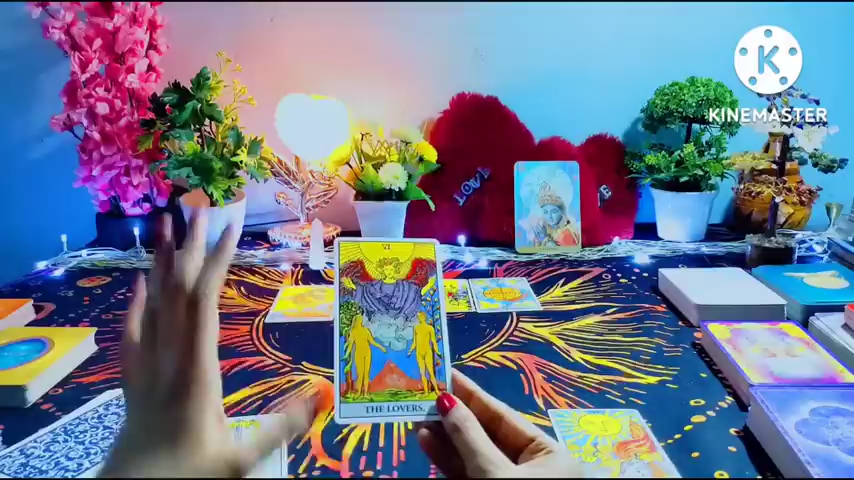 K
KINEMASTER
LOVE
VI
THE LOVERS.